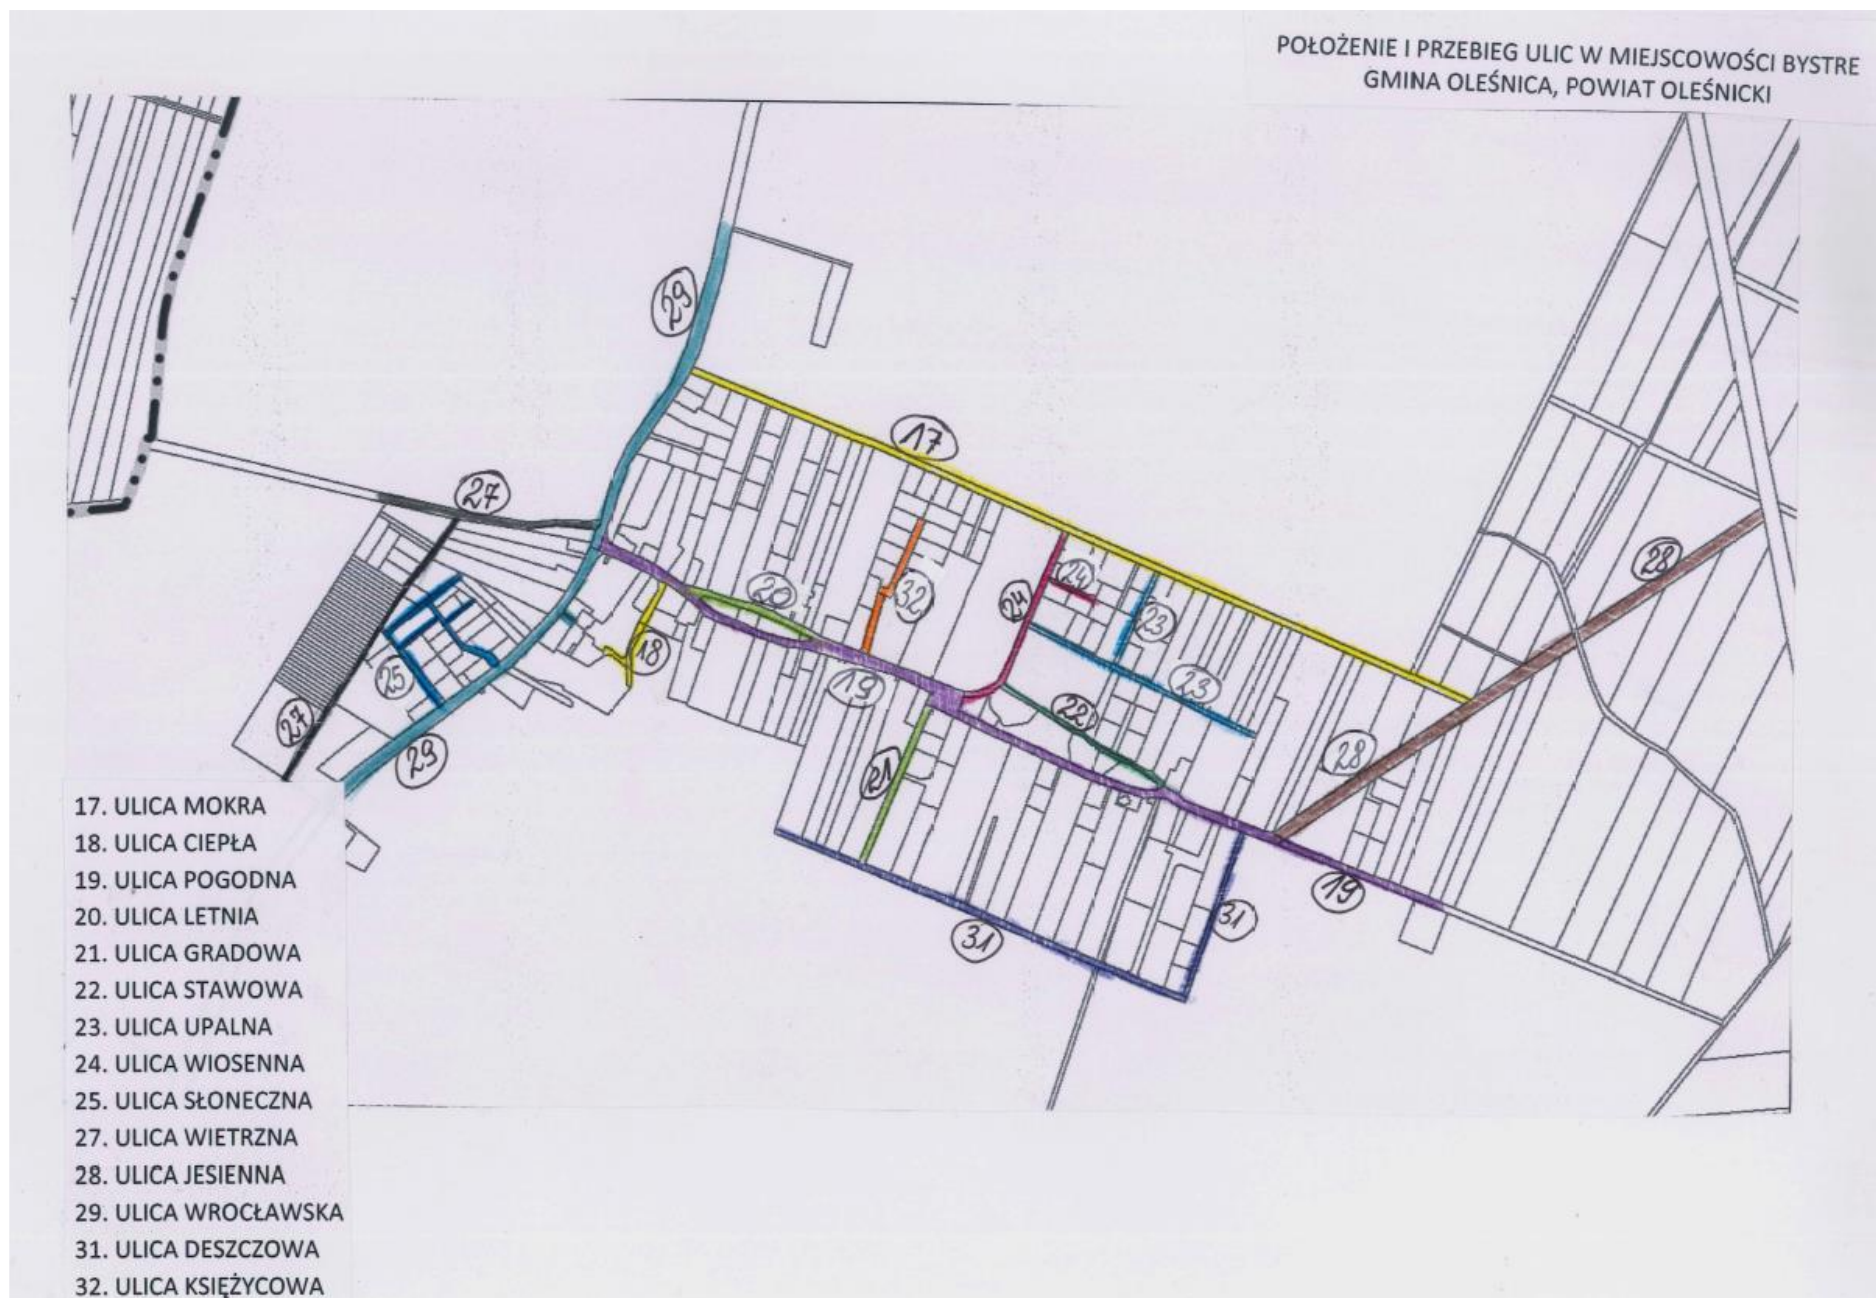 POŁOŻENIE I PRZEBIEG ULIC W MIEJSCOWOŚCI BYSTRE
GMINA OLEŚNICA, POWIAT OLEŚNICKI
29
17
27
28
20
32
24
24
23
18
25
19
23
22
27
29
21
28
19
31
31
17. ULICA MOKRA
18. ULICA CIEPŁA
19. ULICA POGODNA
20. ULICA LETNIA
21. ULICA GRADOWA
22. ULICA STAWOWA
23. ULICA UPALNA
24. ULICA WIOSENNA
25. ULICA SŁONECZNA
27. ULICA WIETRZNA
28. ULICA JESIENNA
29. ULICA WROCŁAWSKA
31. ULICA DESZCZOWA
32. ULICA KSIĘŻYCOWA